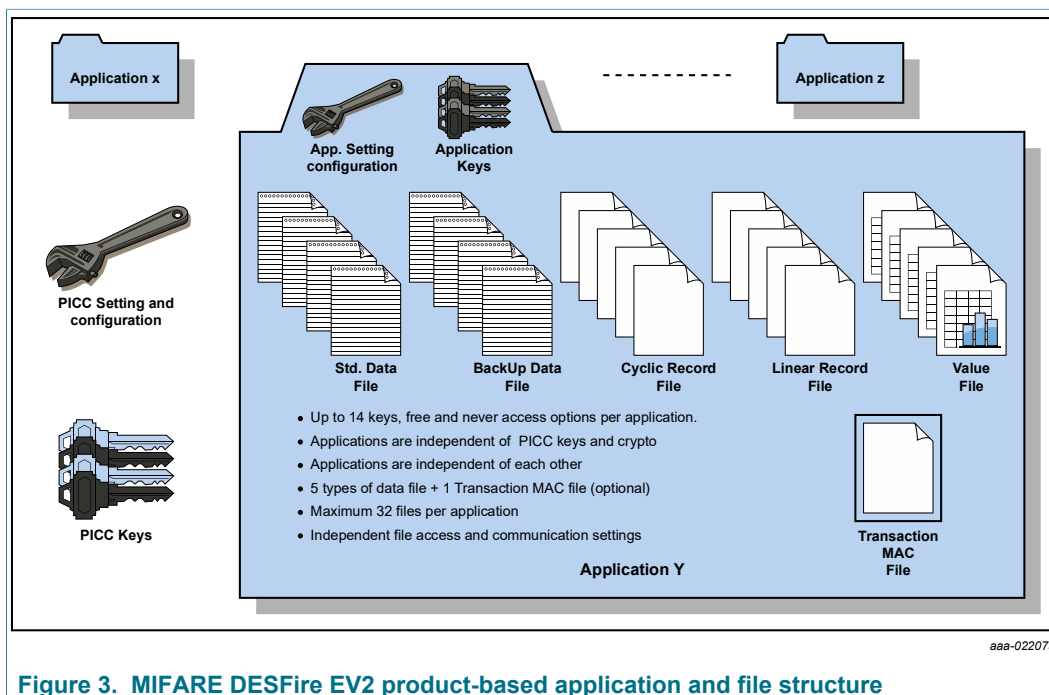 Application x
Application z
App. Setting
configuration
Application
Keys
PICC Setting and
configuration
Std. Data
File
BackUp Data
File
Cyclic Record
File
Linear Record
File
Value
File
• Up to 14 keys, free and never access options per application.
• Applications are independent of PICC keys and crypto
• Applications are independent of each other
• 5 types of data file + 1 Transaction MAC file (optional)
• Maximum 32 files per application
• Independent file access and communication settings
PICC Keys
Transaction
MAC
File
Application Y
aaa-02207
Figure 3. MIFARE DESFire EV2 product-based application and file structure